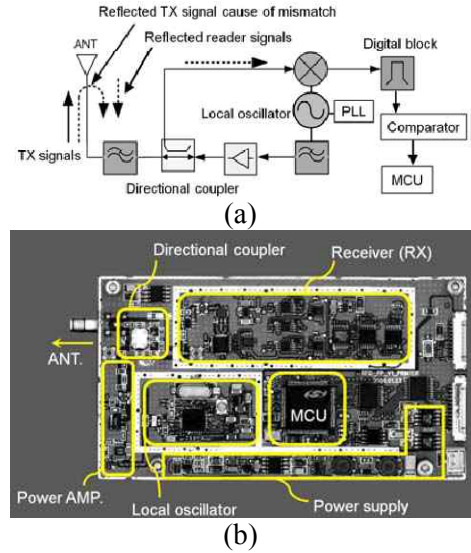 Reflected TX signal cause of mismatch
Reflected reader signals
ANT
Digital block
Local oscillator
PLL
Comparator
TX signals
Directional coupler
MCU
(a)
Directional coupler
Receiver (RX)
ANT.
MCU
Power AMP.
Local oscillator
Power supply
(b)